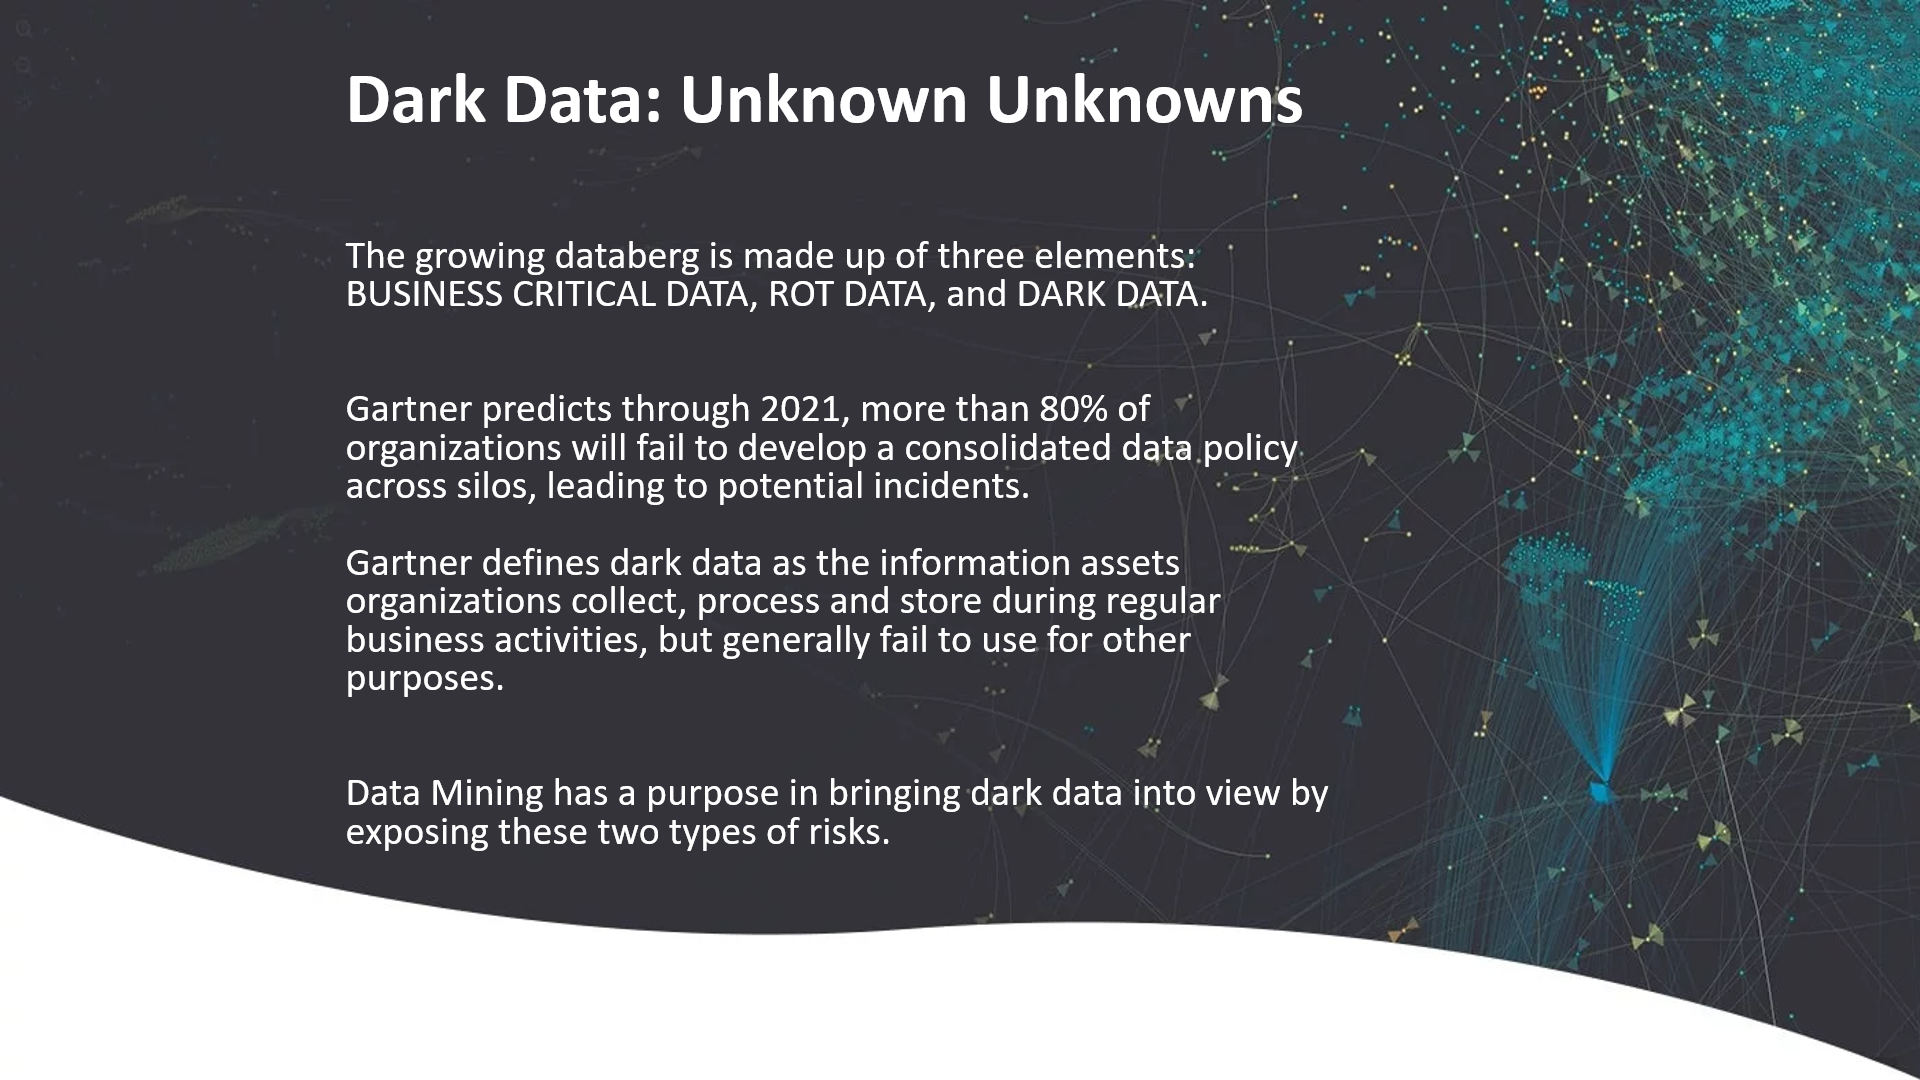 Dark Data: Unknown Unknowns
The growing databerg is made up of three elements:
BUSINESS CRITICAL DATA, ROT DATA, and DARK DATA.
Gartner predicts through 2021, more than 80% of
organizations will fail to develop a consolidated data policy
across silos, leading to potential incidents.
Gartner defines dark data as the information assets
organizations collect, process and store during regular
business activities, but generally fail to use for other
purposes.
Data Mining has a purpose in bringing dark data into view by
exposing these two types of risks.